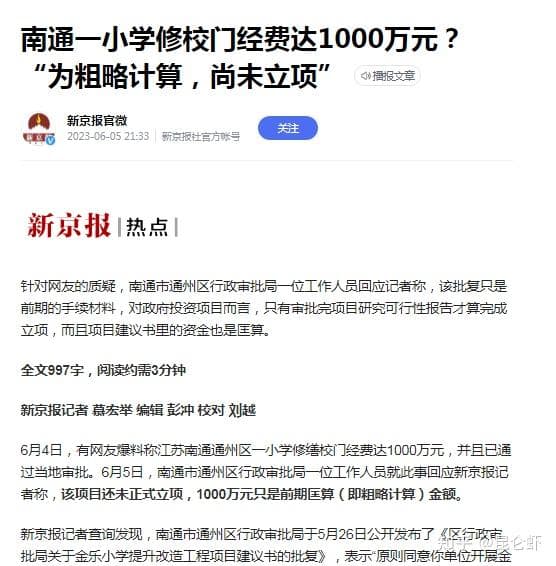 南通一小学修校门经费达1000万元？
“为粗略计算，尚未立项”
播报文章
新京报官微
2023-06-05 21:33 新京报社官方帐号
关注
新京报 | 热点 |
针对网友的质疑，南通市通州区行政审批局一位工作人员回应记者称，该批复只是
前期的手续材料，对政府投资项目而言，只有审批完项目研究可行性报告才算完成
立项，而且项目建议书里的资金也是匡算。
全文997字，阅读约需3分钟
新京报记者 慕宏举 编辑 彭冲 校对 刘越
6月4日，有网友爆料称江苏南通通州区一小学修缮校门经费达1000万元，并且已通
过当地审批。6月5日，南通市通州区行政审批局一位工作人员就此事回应新京报记
者称，该项目还未正式立项，1000万元只是前期匡算（即粗略计算）金额。
新京报记者查询发现，南通市通州区行政审批局于5月26日公开发布了《区行政审
批局关于金乐小学提升改造工程项目建议书的批复》，表示“原则同意你单位开展金
知乎 @昆仑虾